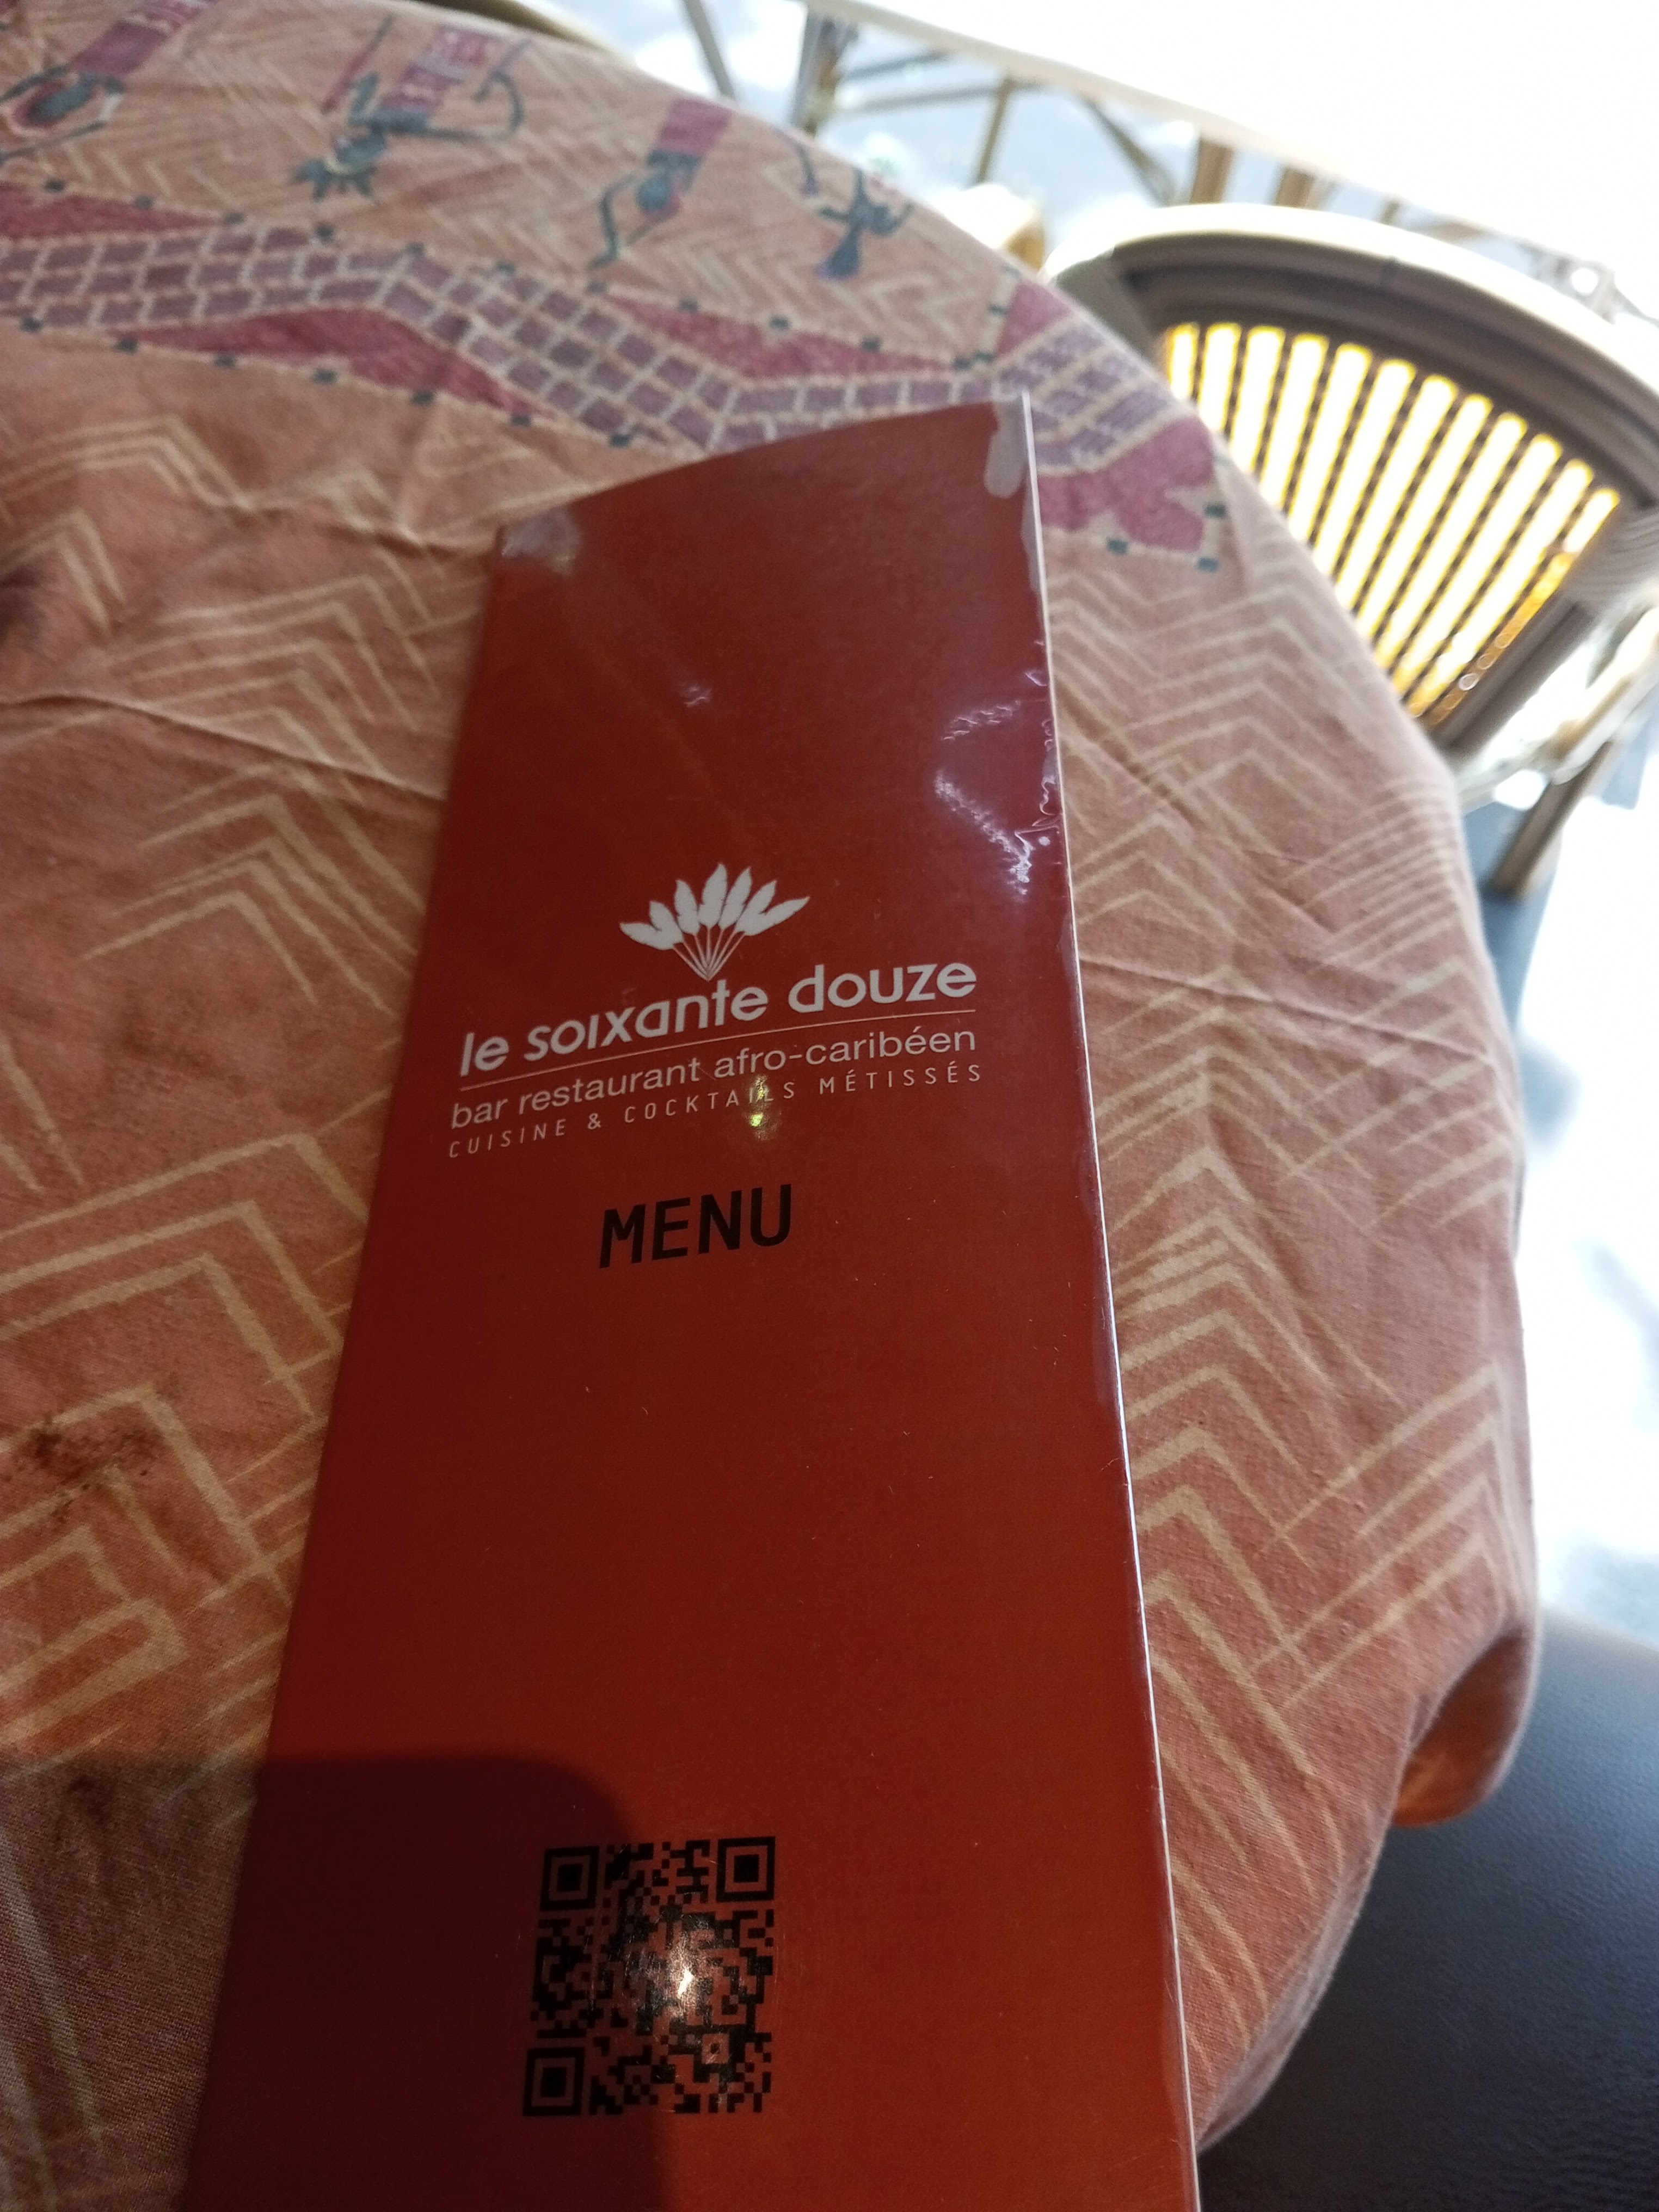 le soixante douze
bar restaurant afro-caribéen
CUISINE & COCKTAILS MÉTISSÉS
MENU